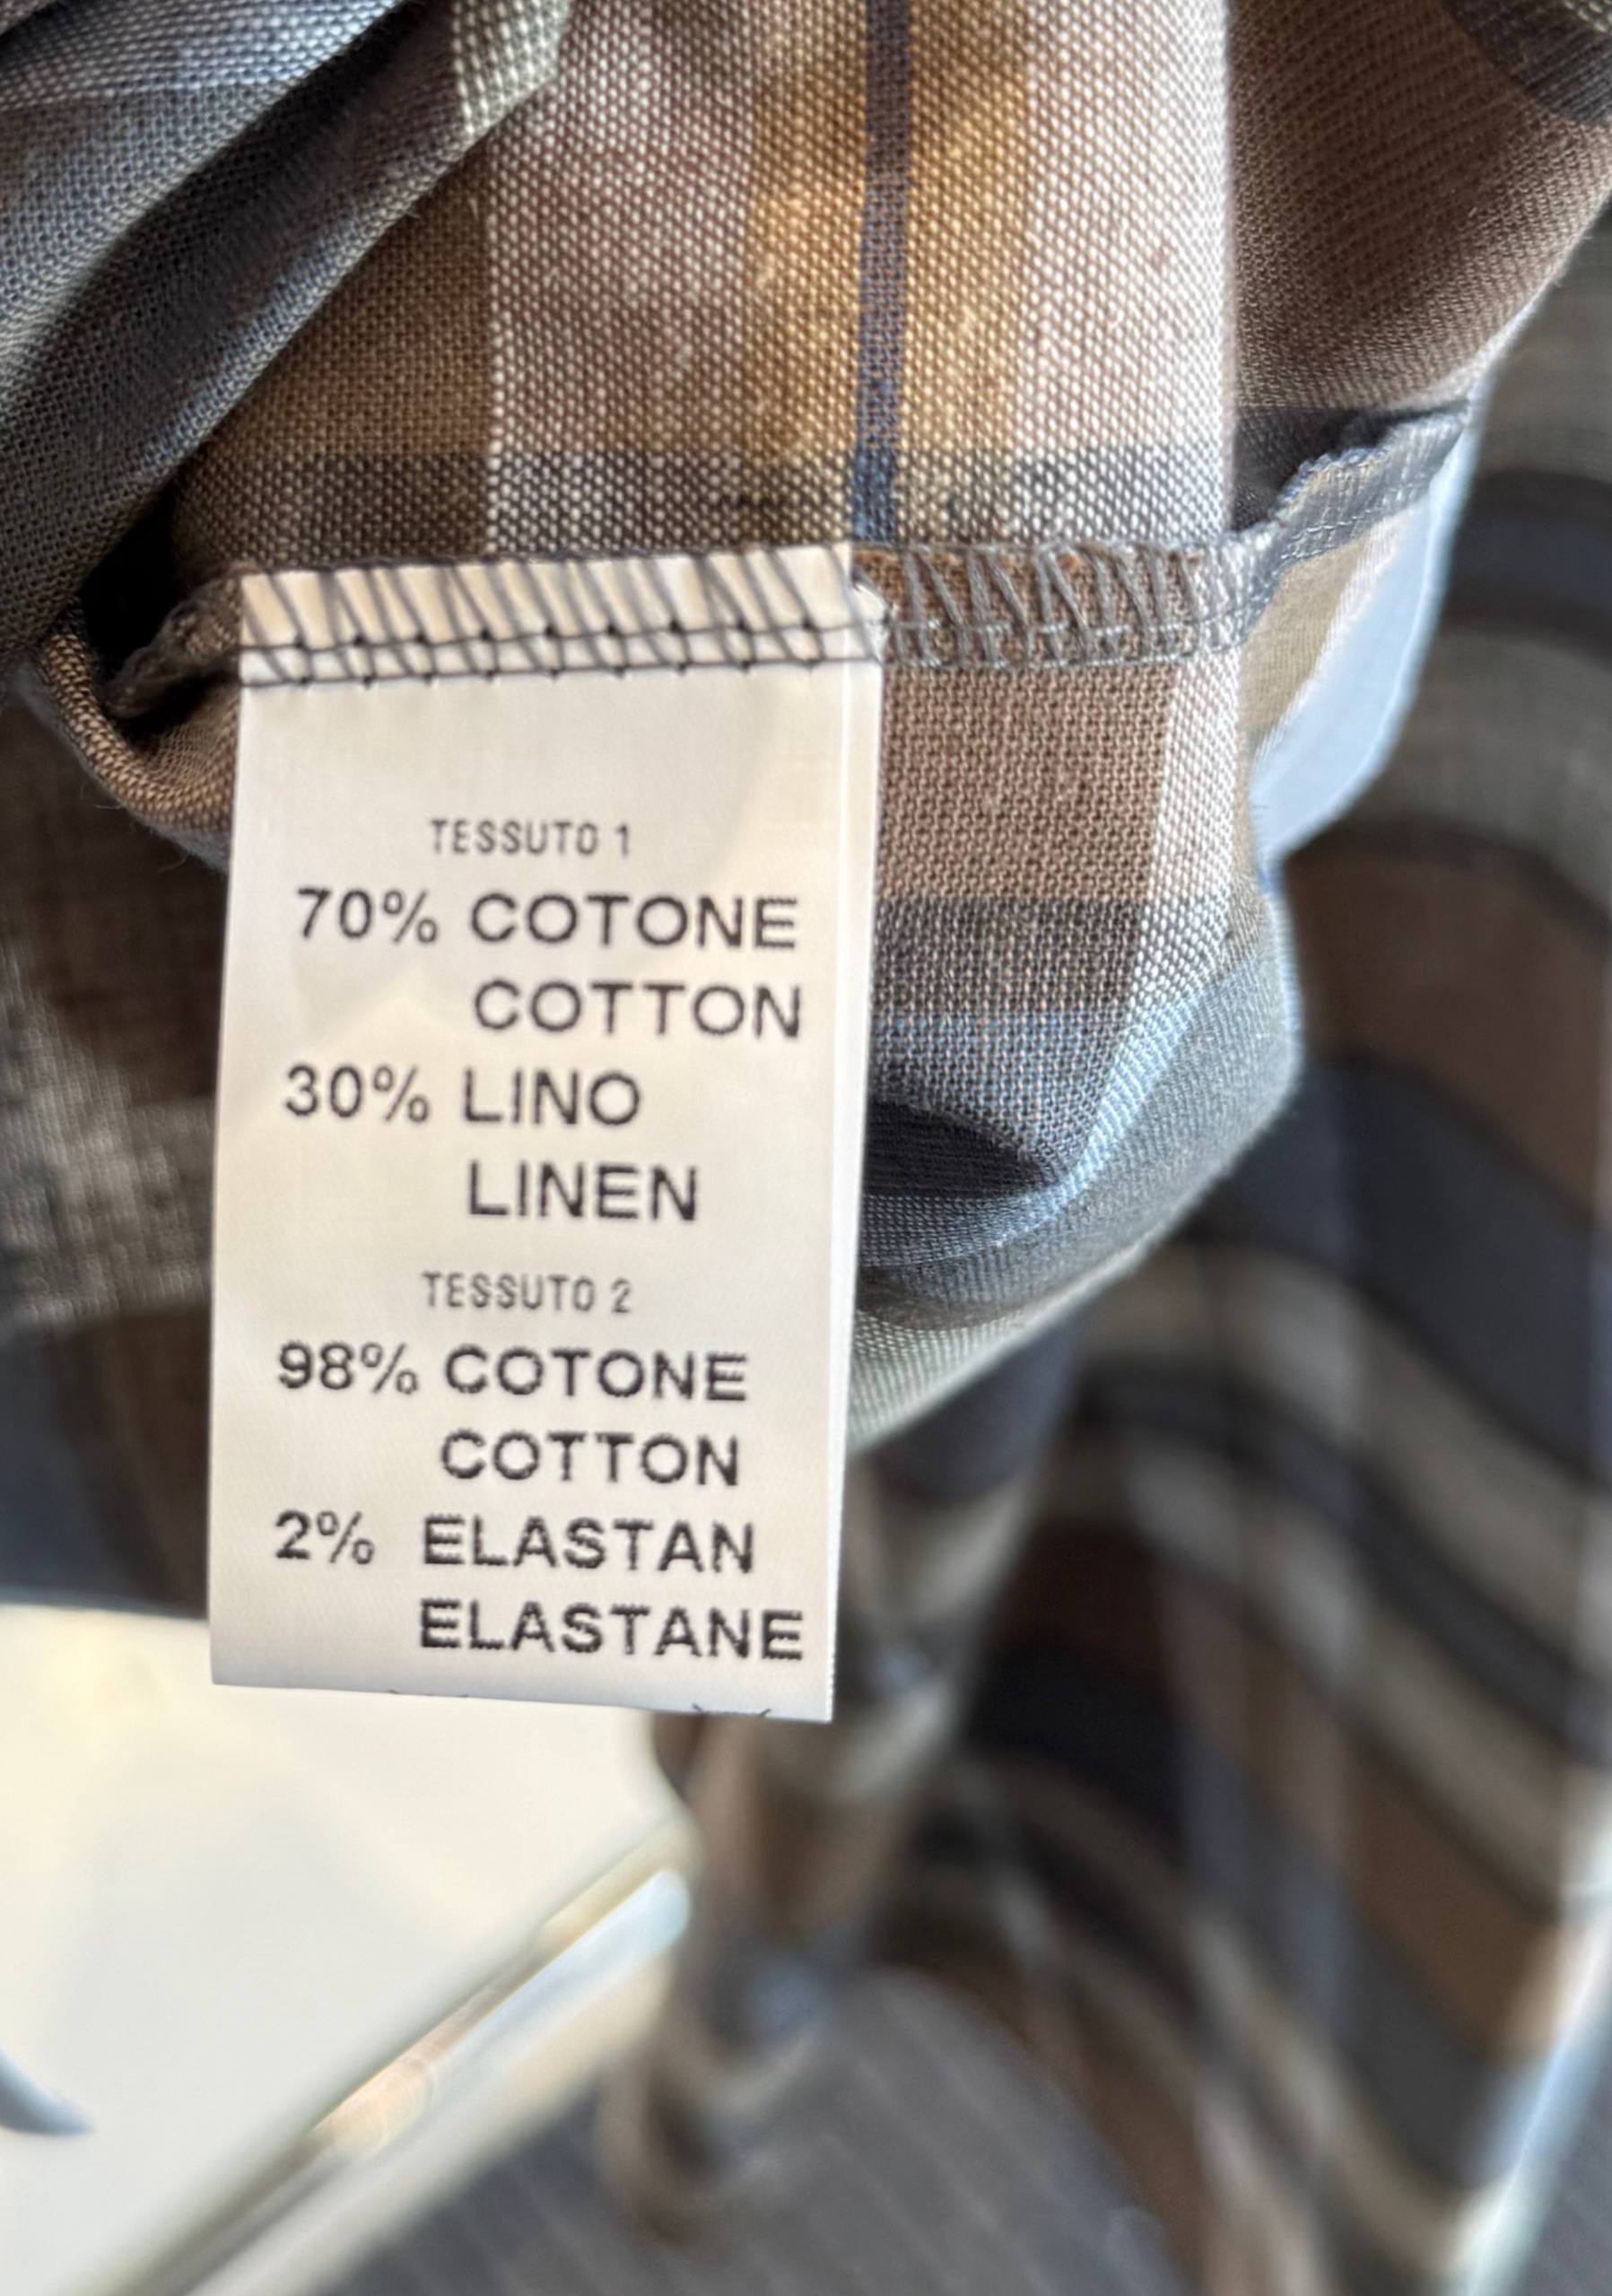 TESSUTO 1
70% COTONE
COTTON
30% LINO
LINEN
TESSUTO 2
98% COTONE
COTTON
2% ELASTAN
ELASTANE